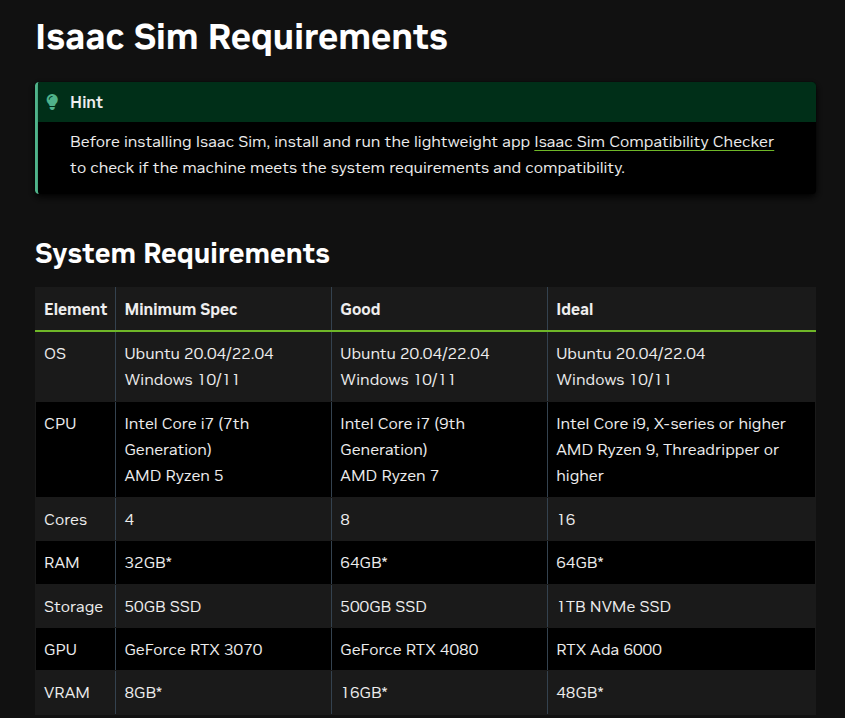 Isaac Sim Requirements
Hint
Before installing Isaac Sim, install and run the lightweight app Isaac Sim Compatibility Checker
to check if the machine meets the system requirements and compatibility.
System Requirements
Element Minimum Spec Good Ideal
OS Ubuntu 20.04/22.04 Ubuntu 20.04/22.04 Ubuntu 20.04/22.04
Windows 10/11 Windows 10/11 Windows 10/11
CPU Intel Core i7 (7th Intel Core i7 (9th Intel Core i9, X-series or higher
Generation) Generation) AMD Ryzen 9, Threadripper or
AMD Ryzen 5 AMD Ryzen 7 higher
Cores 4 8 16
RAM 32GB* 64GB* 64GB*
Storage 50GB SSD 500GB SSD 1TB NVMe SSD
GPU GeForce RTX 3070 GeForce RTX 4080 RTX Ada 6000
VRAM 8GB* 16GB* 48GB*